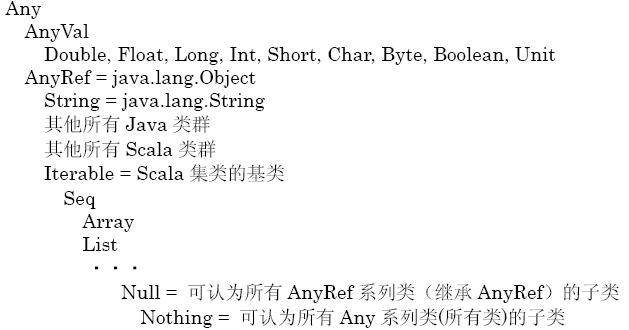 Any
AnyVal
Double, Float, Long, Int, Short, Char, Byte, Boolean, Unit
AnyRef = java.lang.Object
String = java.lang.String
其他所有 Java 类群
其他所有 Scala 类群
Iterable = Scala 集类的基类
Seq
Array
List
・・・
Null = 可认为所有 AnyRef 系列类（继承 AnyRef）的子类
Nothing = 可认为所有 Any 系列类(所有类)的子类